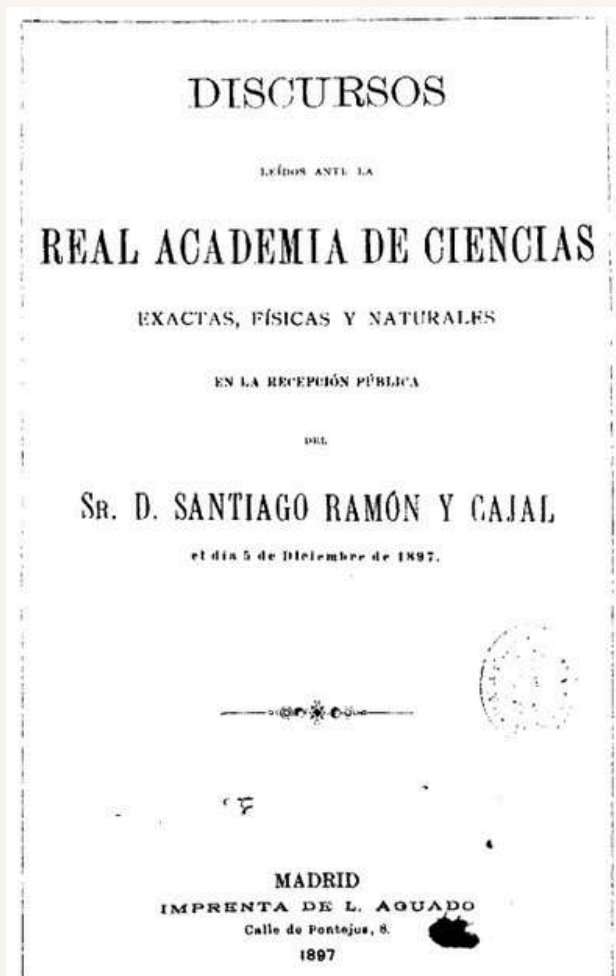 DISCURSOS
LEÍDOS ANTE LA
REAL ACADEMIA DE CIENCIAS
EXACTAS, FÍSICAS Y NATURALES
EN LA RECEPCIÓN PÚBLICA
DEL
SR. D. SANTIAGO RAMÓN Y CAJAL
el día 5 de Diciembre de 1897.
MADRID
IMPRENTA DE L. AGUADO
Calle de Pontejos, 8.
1897